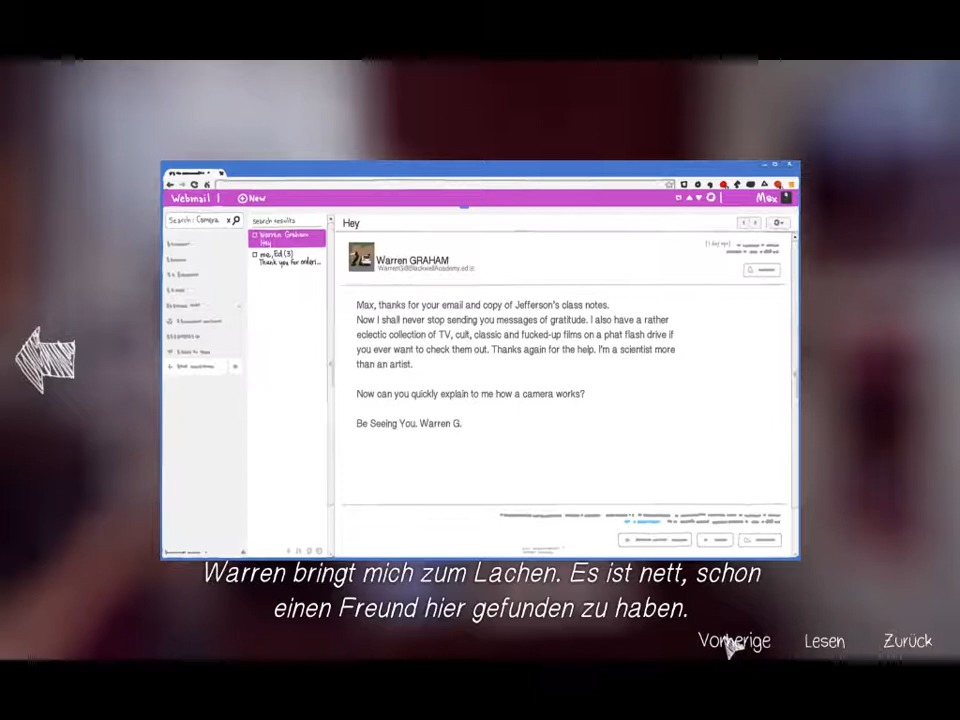 Webmail |
New
Max
Search: Camera x
search results
Hey
Warren Graham
Hey
me, Ed (3)
Thank you for orderi...
(1 day ago)
Warren GRAHAM
Max, thanks for your email and copy of Jefferson's class notes.
Now I shall never stop sending you messages of gratitude. I also have a rather
eclectic collection of TV, cult, classic and fucked-up films on a phat flash drive if
you ever want to check them out. Thanks again for the help. I'm a scientist more
than an artist.
Now can you quickly explain to me how a camera works?
Be Seeing You. Warren G.
Warren bringt mich zum Lachen. Es ist nett, schon
einen Freund hier gefunden zu haben.
Vorherige Lesen Zurück